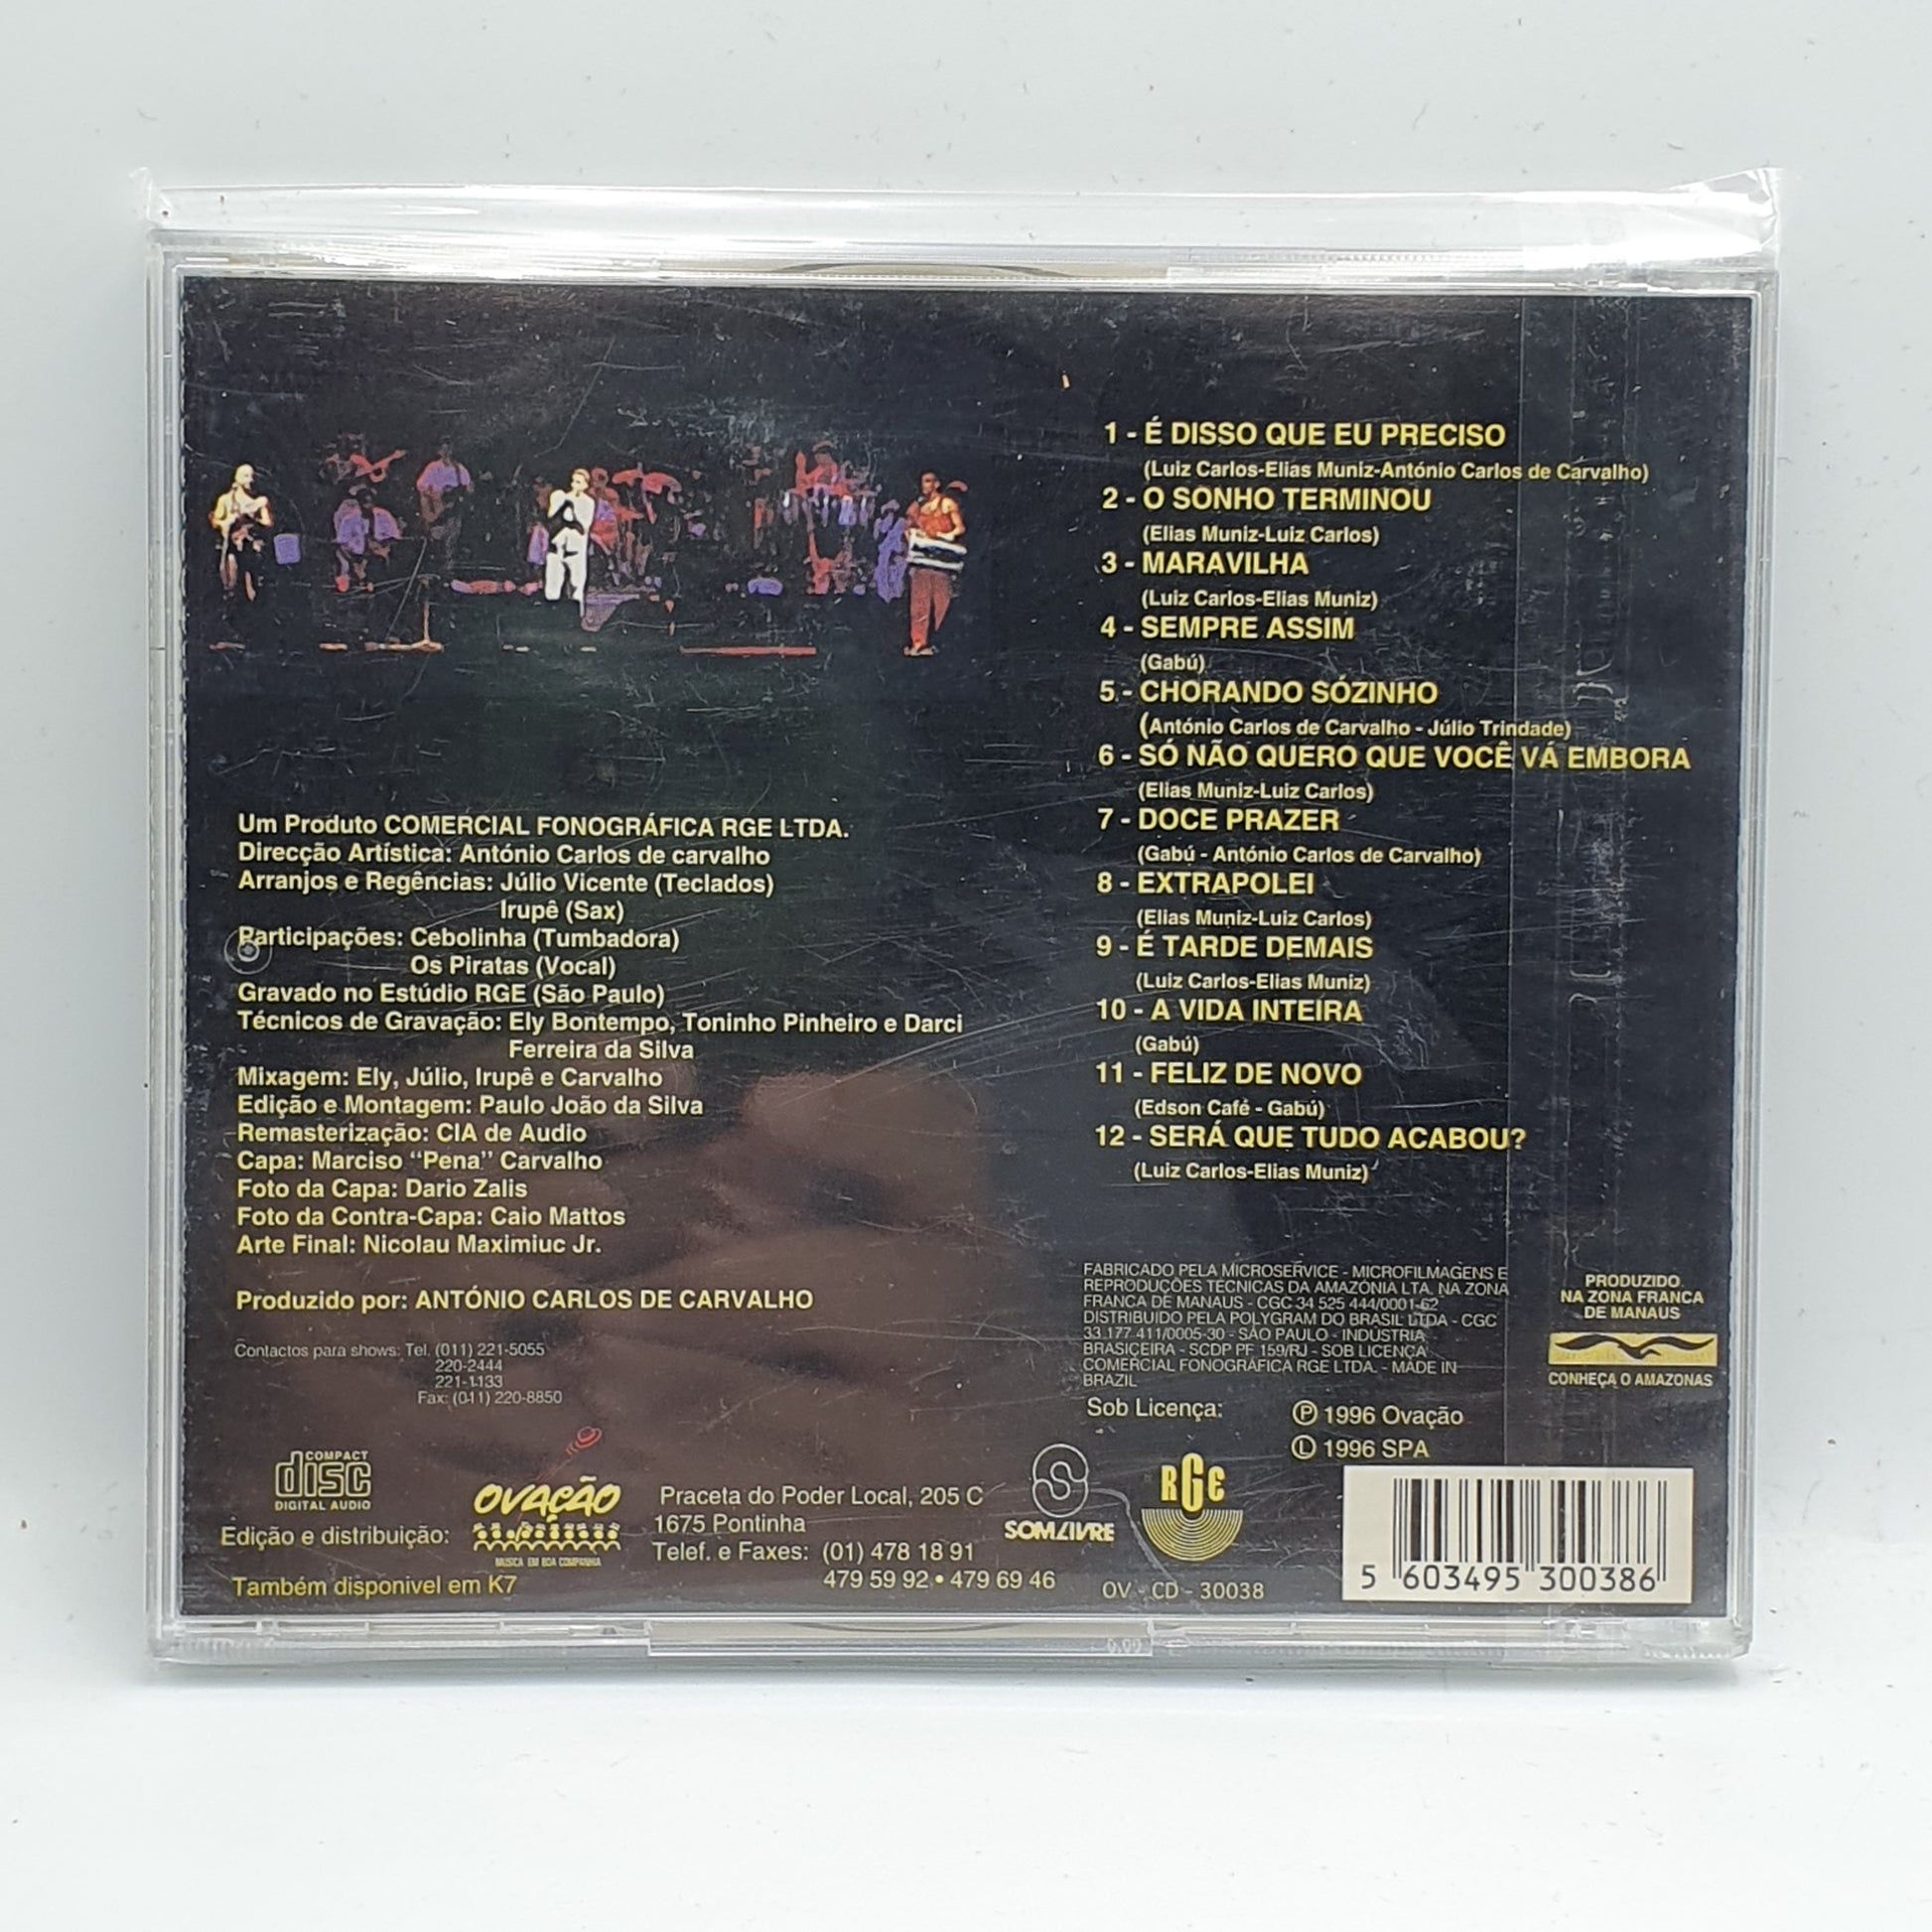 1 - É DISSO QUE EU PRECISO
(Luiz Carlos-Elias Muniz-António Carlos de Carvalho)
2 - O SONHO TERMINOU
(Elias Muniz-Luiz Carlos)
3 - MARAVILHA
(Luiz Carlos-Elias Muniz)
4 - SEMPRE ASSIM
(Gabú)
5 - CHORANDO SÓZINHO
(António Carlos de Carvalho - Júlio Trindade)
6 - SÓ NÃO QUERO QUE VOCÊ VÁ EMBORA
(Elias Muniz-Luiz Carlos)
7 - DOCE PRAZER
(Gabú - António Carlos de Carvalho)
8 - EXTRAPOLEI
(Elias Muniz-Luiz Carlos)
9 - É TARDE DEMAIS
(Luiz Carlos-Elias Muniz)
10 - A VIDA INTEIRA
(Gabú)
11 - FELIZ DE NOVO
(Edson Café - Gabú)
12 - SERÁ QUE TUDO ACABOU?
(Luiz Carlos-Elias Muniz)
Um Produto COMERCIAL FONOGRÁFICA RGE LTDA.
Direcção Artística: António Carlos de carvalho
Arranjos e Regências: Júlio Vicente (Teclados)
Irupê (Sax)
Participações: Cebolinha (Tumbadora)
Os Piratas (Vocal)
Gravado no Estúdio RGE (São Paulo)
Técnicos de Gravação: Ely Bontempo, Toninho Pinheiro e Darci
Ferreira da Silva
Mixagem: Ely, Júlio, Irupê e Carvalho
Edição e Montagem: Paulo João da Silva
Remasterização: CIA de Audio
Capa: Marciso “Pena” Carvalho
Foto da Capa: Dario Zalis
Foto da Contra-Capa: Caio Mattos
Arte Final: Nicolau Maximiuc Jr.
Produzido por: ANTÓNIO CARLOS DE CARVALHO
Contactos para shows: Tel. (011) 221-5055
220-2444
221-1133
Fax: (011) 220-8850
FABRICADO PELA MICROSERVICE - MICROFILMAGENS E
REPRODUÇÕES TÉCNICAS DA AMAZÓNIA LTA. NA ZONA
FRANCA DE MANAUS - CGC 34 525 444/0001-62
DISTRIBUIDO PELA POLYGRAM DO BRASIL LTDA - CGC
33.177.411/0005-30 - SÃO PAULO - INDÚSTRIA
BRASIÇEIRA - SCDP PF 159/RJ - SOB LICENÇA
COMERCIAL FONOGRÁFICA RGE LTDA. - MADE IN
BRAZIL
PRODUZIDO
NA ZONA FRANCA
DE MANAUS
CONHEÇA O AMAZONAS
Sob Licença:
℗ 1996 Ovação
Ⓛ 1996 SPA
COMPACT
disc
DIGITAL AUDIO
Edição e distribuição:
Também disponivel em K7
OVAÇÃO
MUSICA EM BOA COMPANHIA
Praceta do Poder Local, 205 C
1675 Pontinha
Telef. e Faxes: (01) 478 18 91
479 59 92 • 479 69 46
SOM LIVRE
RGE
OV - CD - 30038
5 603495 300386